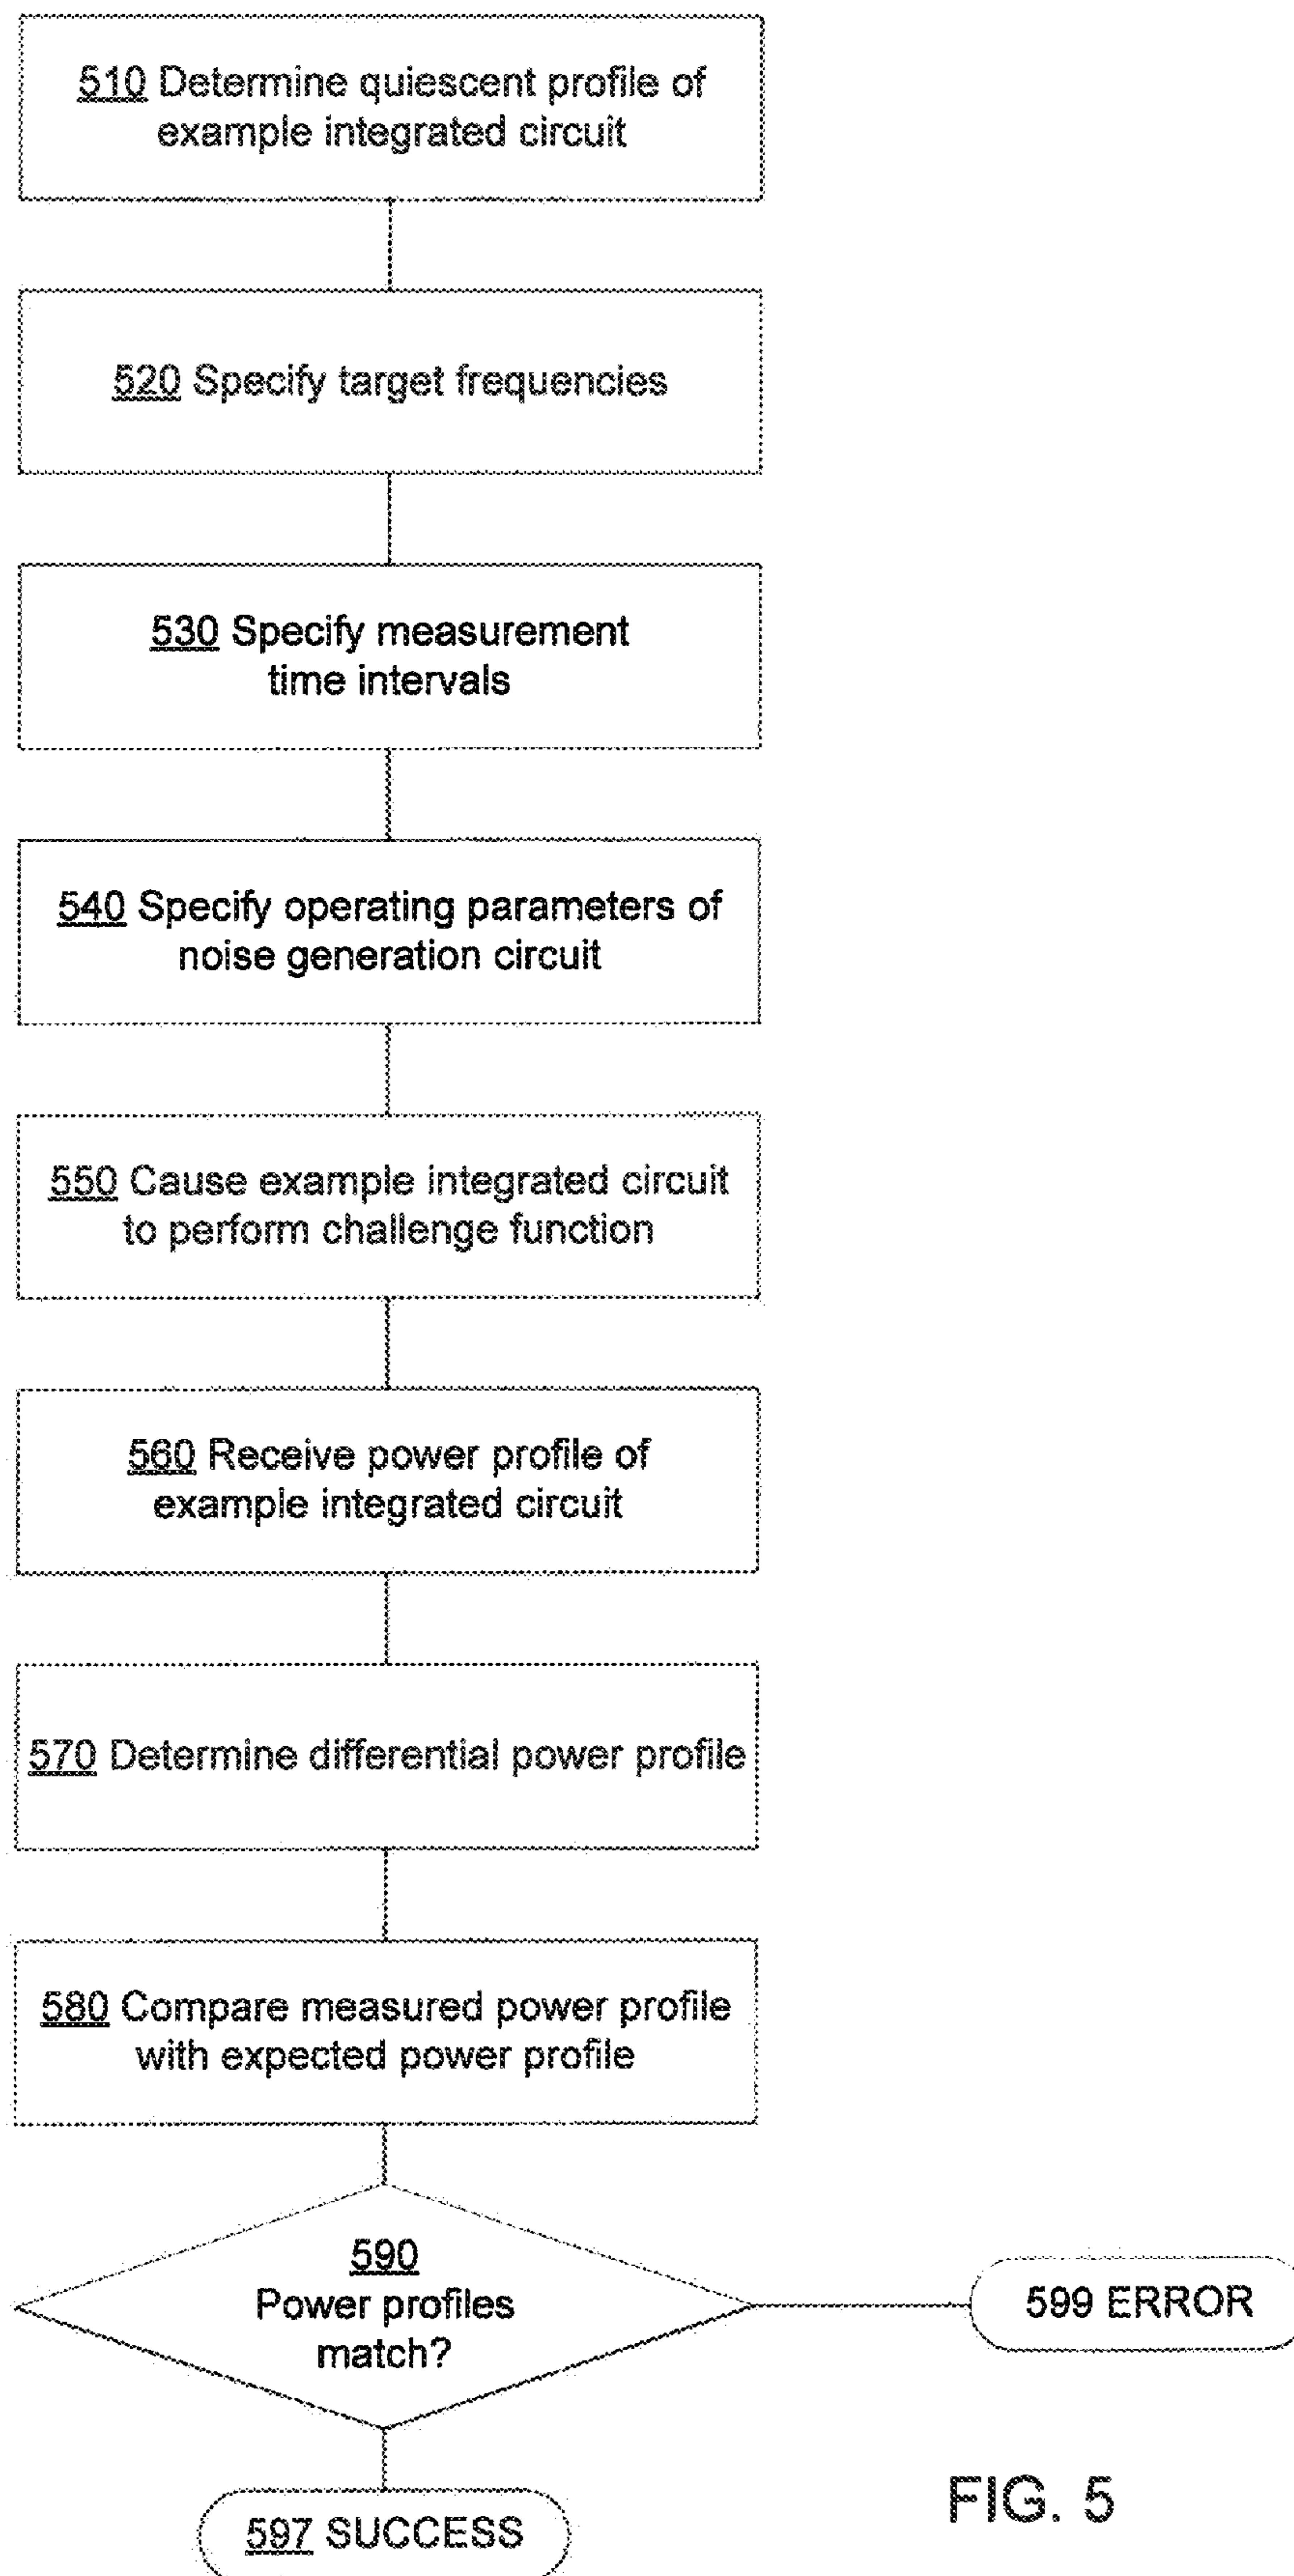 510 Determine quiescent profile of
example integrated circuit
520 Specify target frequencies
530 Specify measurement
time intervals
540 Specify operating parameters of
noise generation circuit
550 Cause example integrated circuit
to perform challenge function
560 Receive power profile of
example integrated circuit
570 Determine differential power profile
580 Compare measured power profile
with expected power profile
590
Power profiles
match?
599 ERROR
597 SUCCESS
FIG. 5